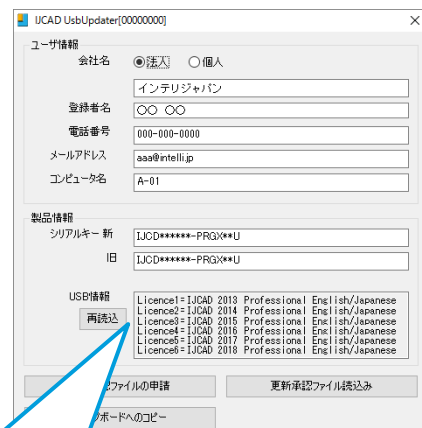 IJCAD UsbUpdater[00000000]
ユーザ情報
会社名 法人 個人
インテリジャパン
登録者名 〇〇 〇〇
電話番号 000-000-0000
メールアドレス aaa@intelli.jp
コンピュータ名 A-01
製品情報
シリアルキー 新 IJCD******-PRGX**U
旧 IJCD******-PRGX**U
USB情報
再読込
Licence1=IJCAD 2013 Professional English/Japanese
Licence2=IJCAD 2014 Professional English/Japanese
Licence3=IJCAD 2015 Professional English/Japanese
Licence4=IJCAD 2016 Professional English/Japanese
Licence5=IJCAD 2017 Professional English/Japanese
Licence6=IJCAD 2018 Professional English/Japanese
ファイルの申請 更新承認ファイル読込み
ボードへのコピー